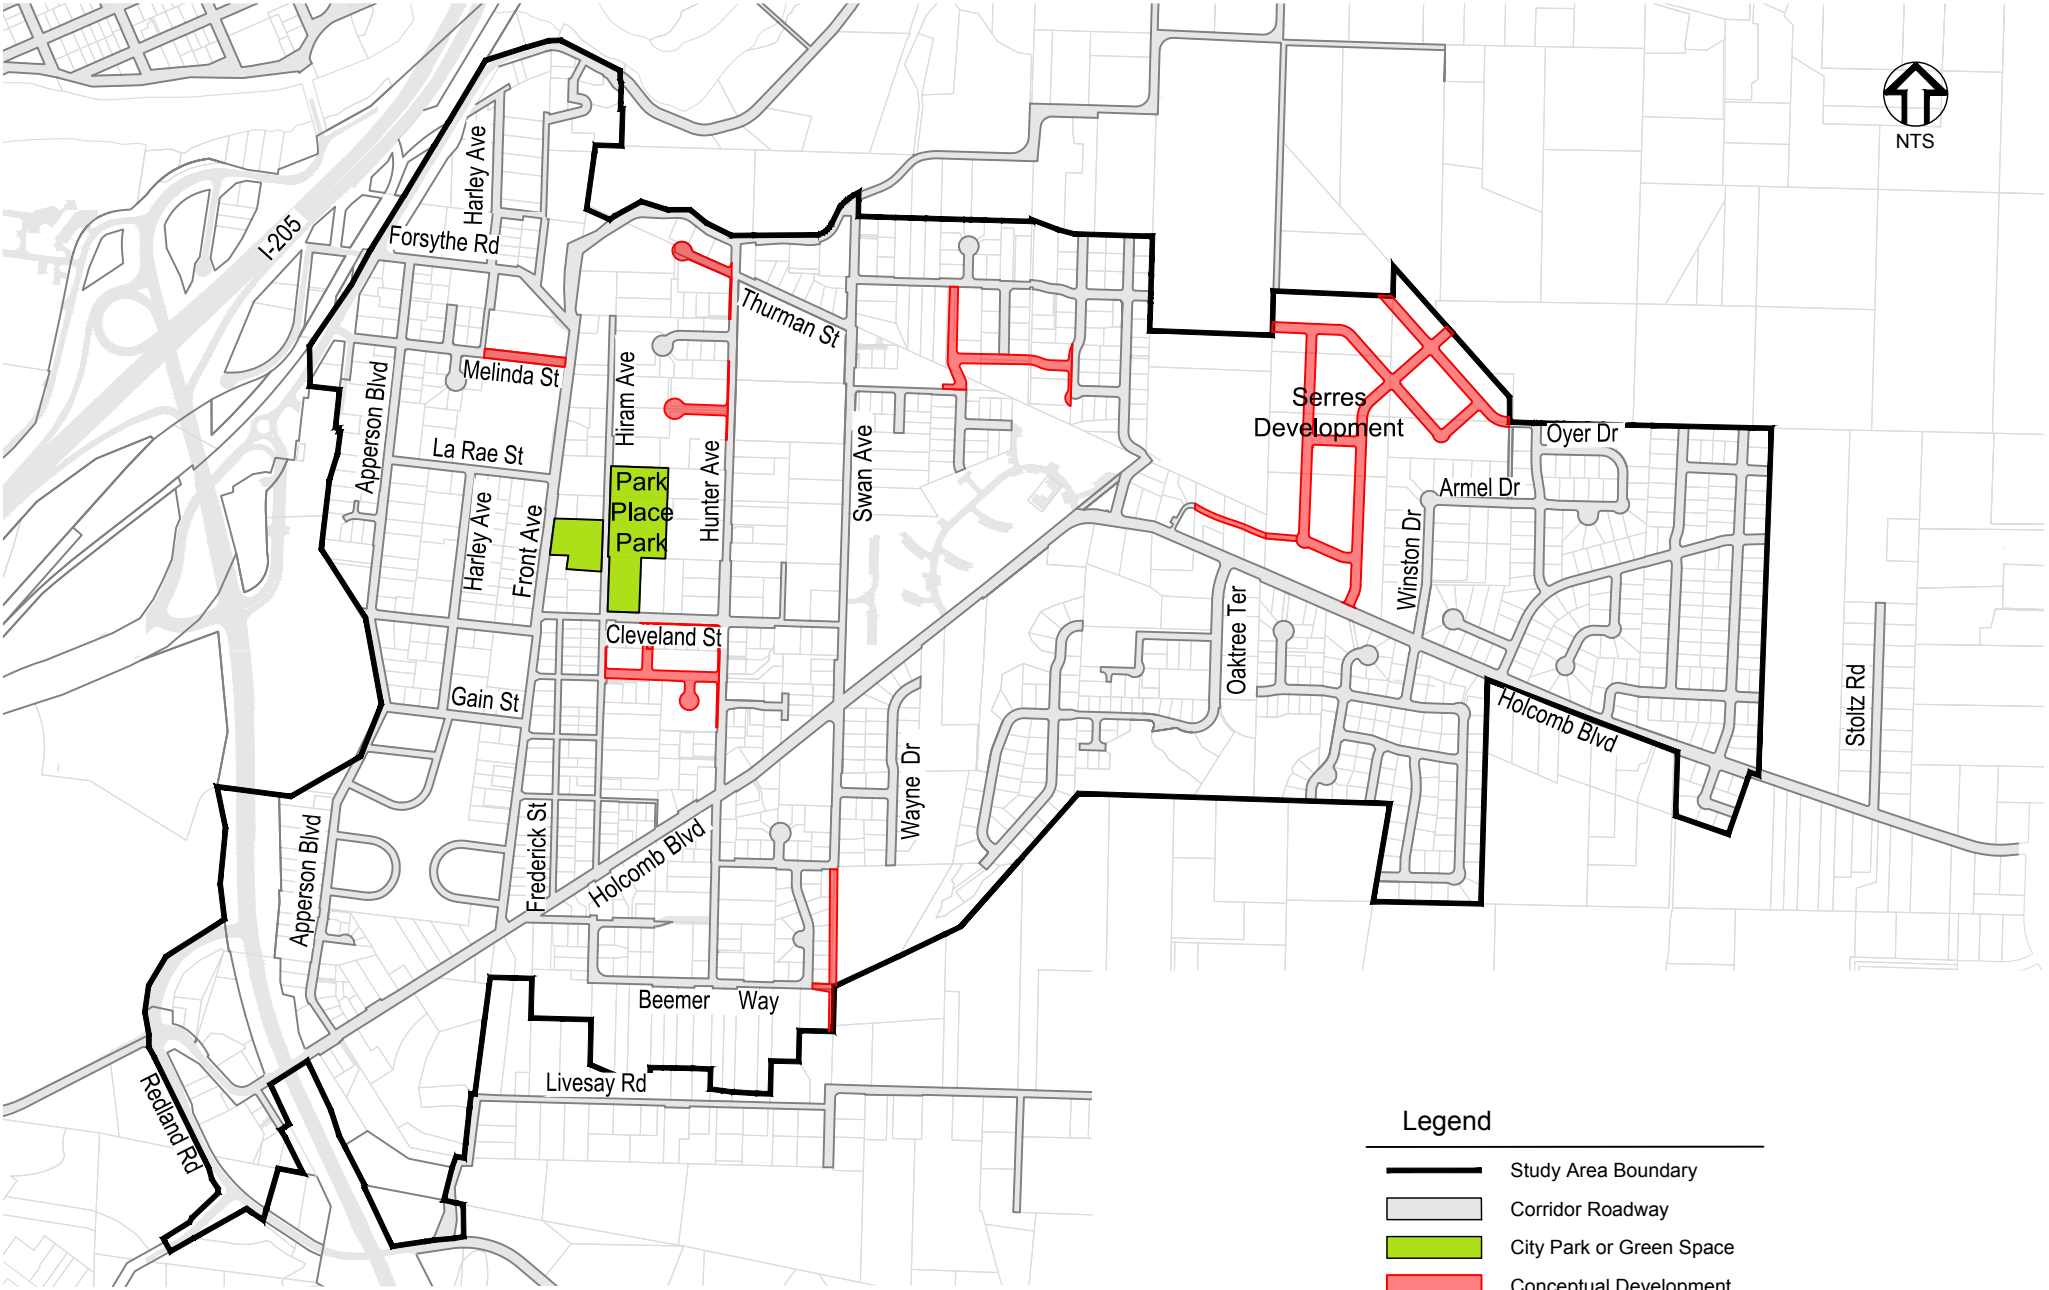 NTS
Harley Ave
I-205
Forsythe Rd
Thurman St
Melinda St
Hiram Ave
Apperson Blvd
Serres
Development
Oyer Dr
La Rae St
Swan Ave
Park
Place
Park
Hunter Ave
Armel Dr
Harley Ave
Front Ave
Winston Dr
Oaktree Ter
Cleveland St
Gain St
Stoltz Rd
Holcomb Blvd
Wayne Dr
Frederick St
Holcomb Blvd
Apperson Blvd
Beemer Way
Livesay Rd
Redland Rd
Legend
Study Area Boundary
Corridor Roadway
City Park or Green Space
Conceptual Development